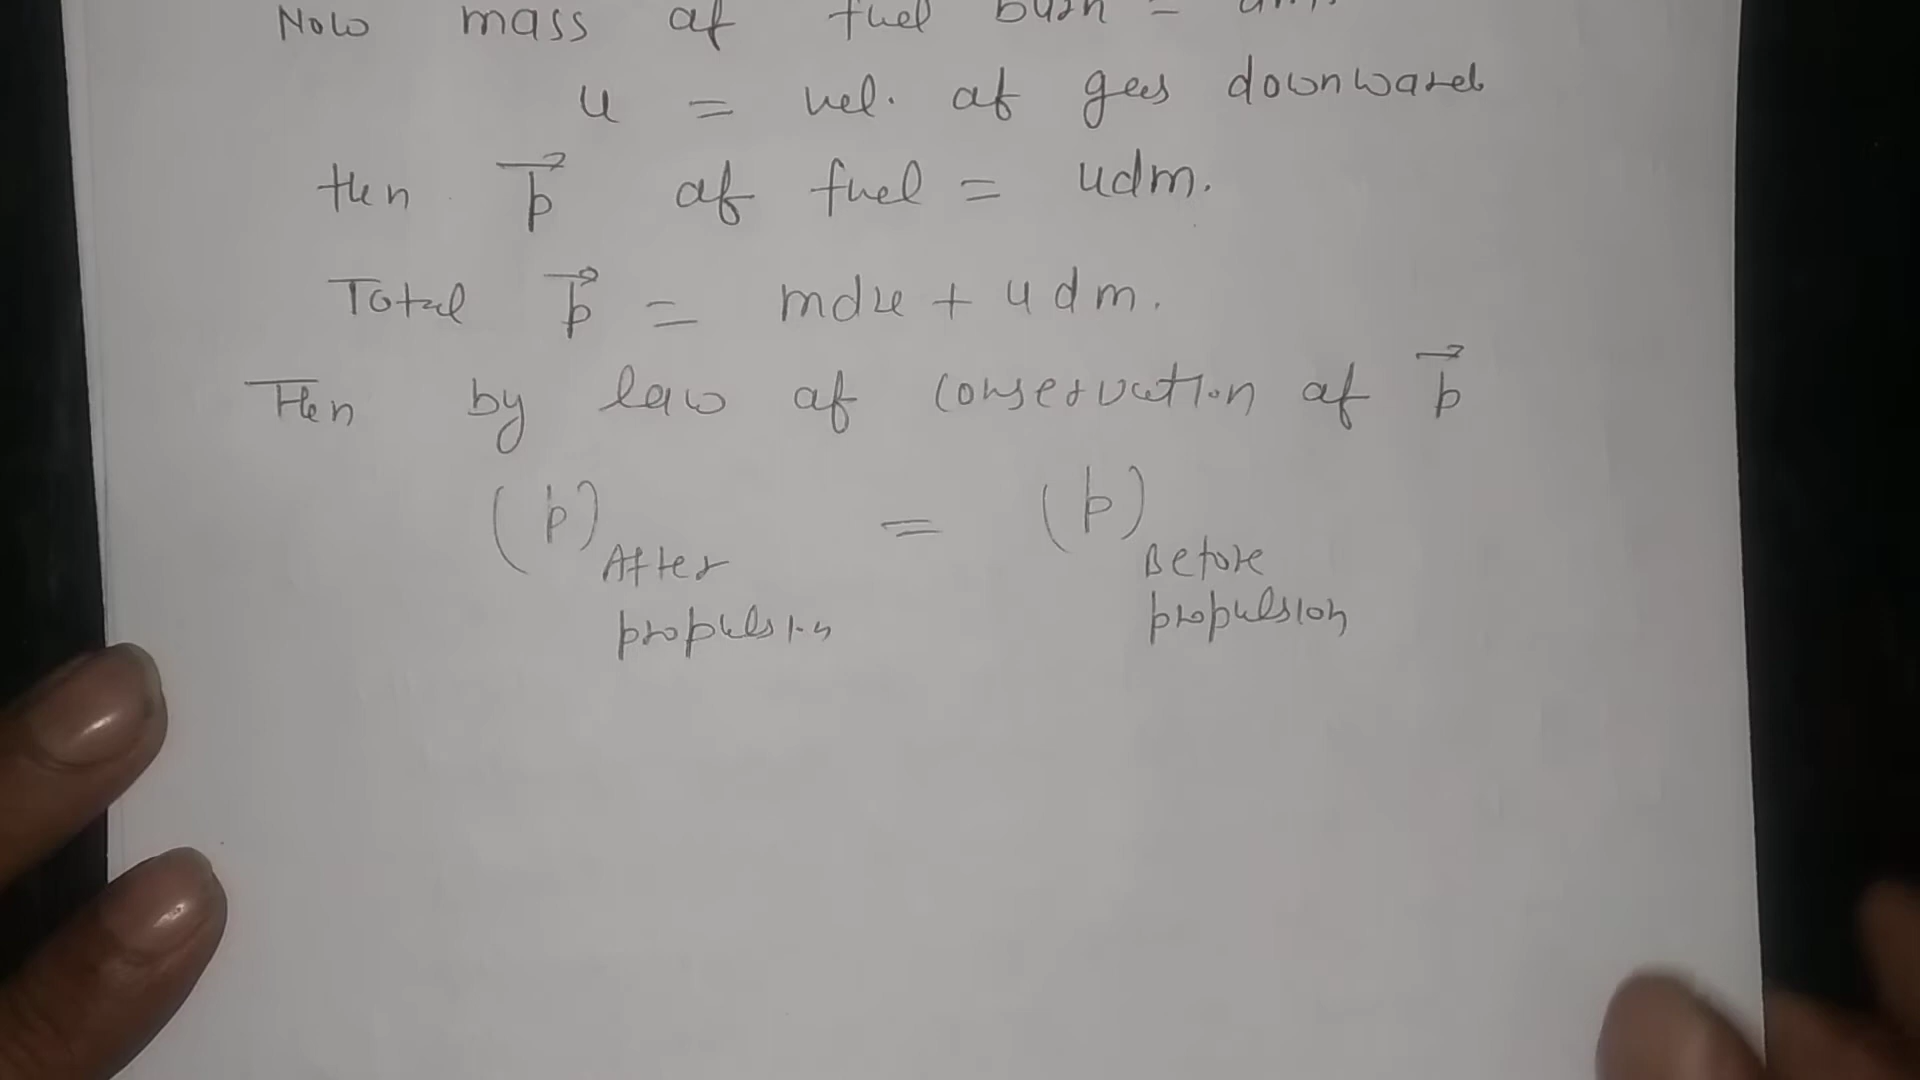 Now mass of fuel burn =
u = vel. of gas downward
then p⃗ of fuel = udm.
Total p⃗ = mdv + udm.
Then by law of conservation of p⃗
(p) After propulsion = (p) Before propulsion